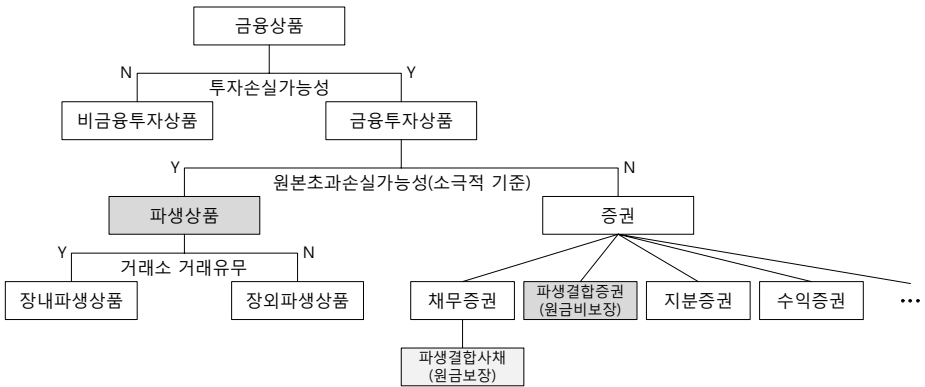 금융상품
N
Y
투자손실가능성
비금융투자상품
금융투자상품
Y
N
원본초과손실가능성(소극적 기준)
파생상품
증권
Y
N
거래소 거래유무
장내파생상품
장외파생상품
채무증권
파생결합증권
(원금비보장)
지분증권
수익증권
...
파생결합사채
(원금보장)